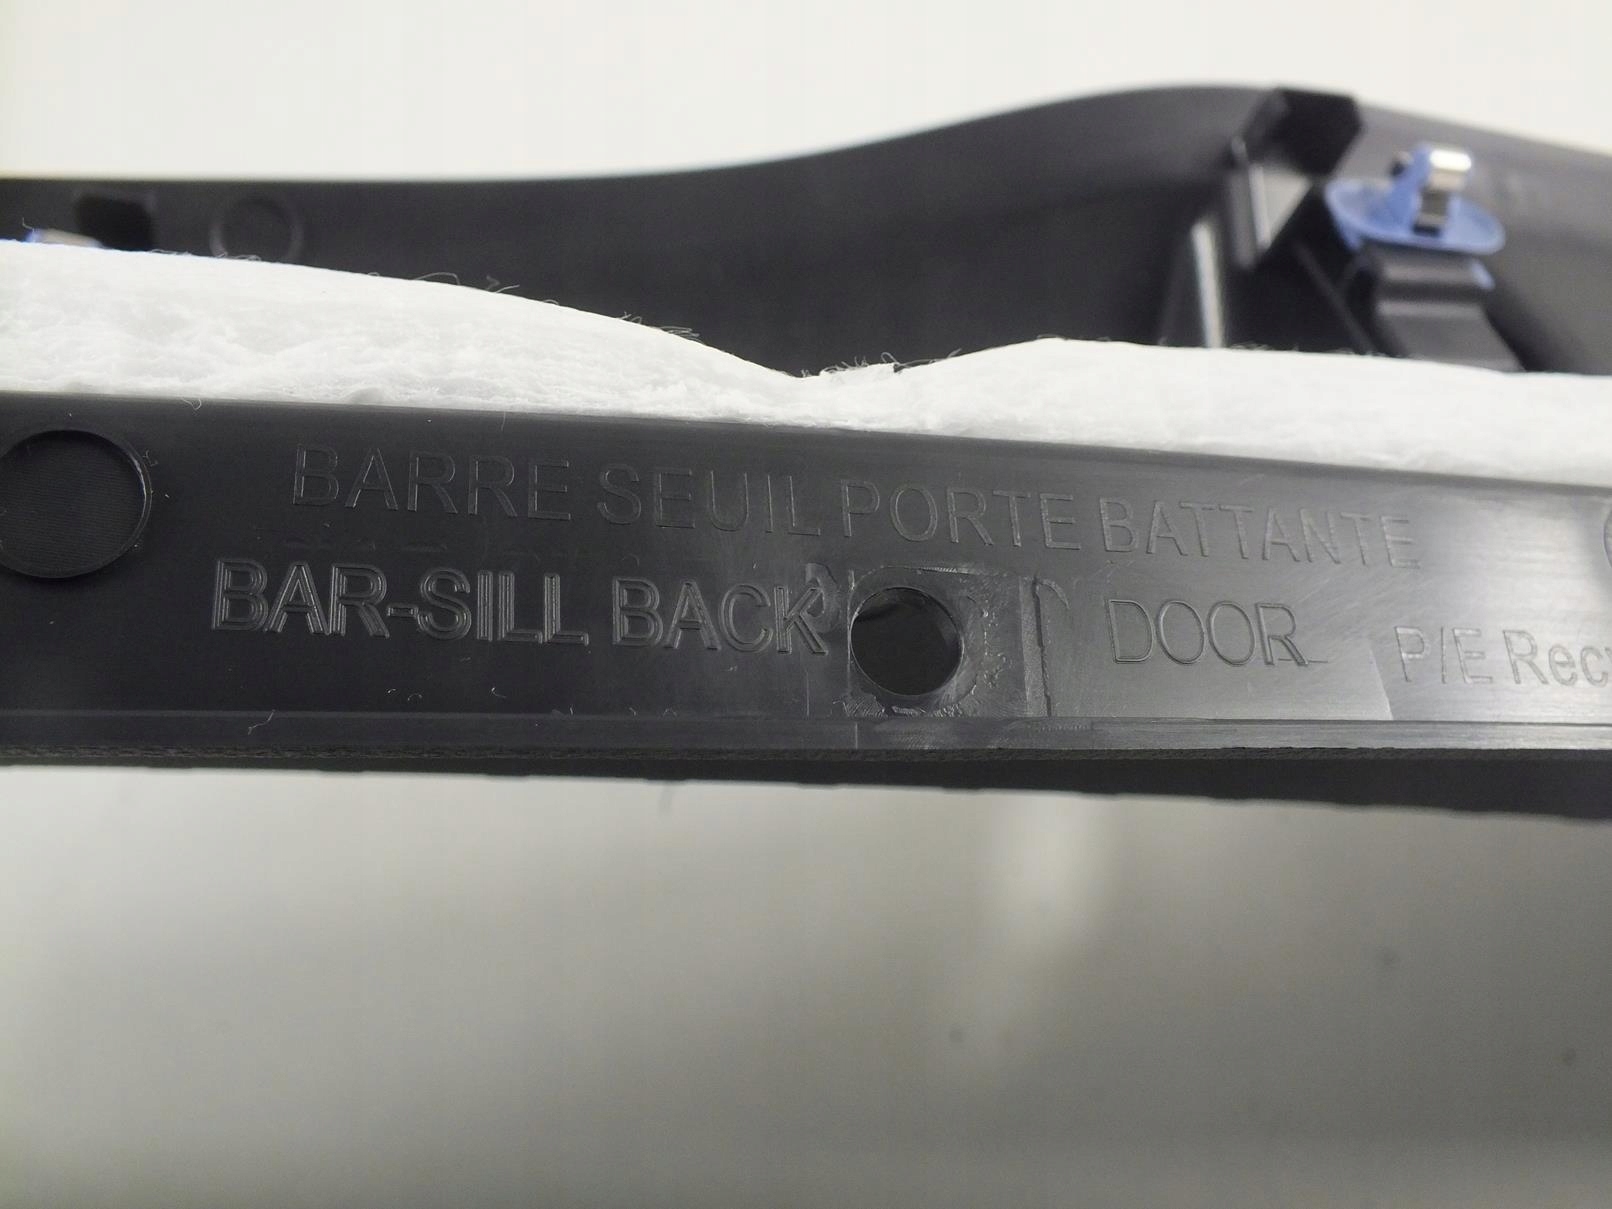 BARRE SEUIL PORTE BATTANTE
BAR-SILL BACK DOOR
P/E